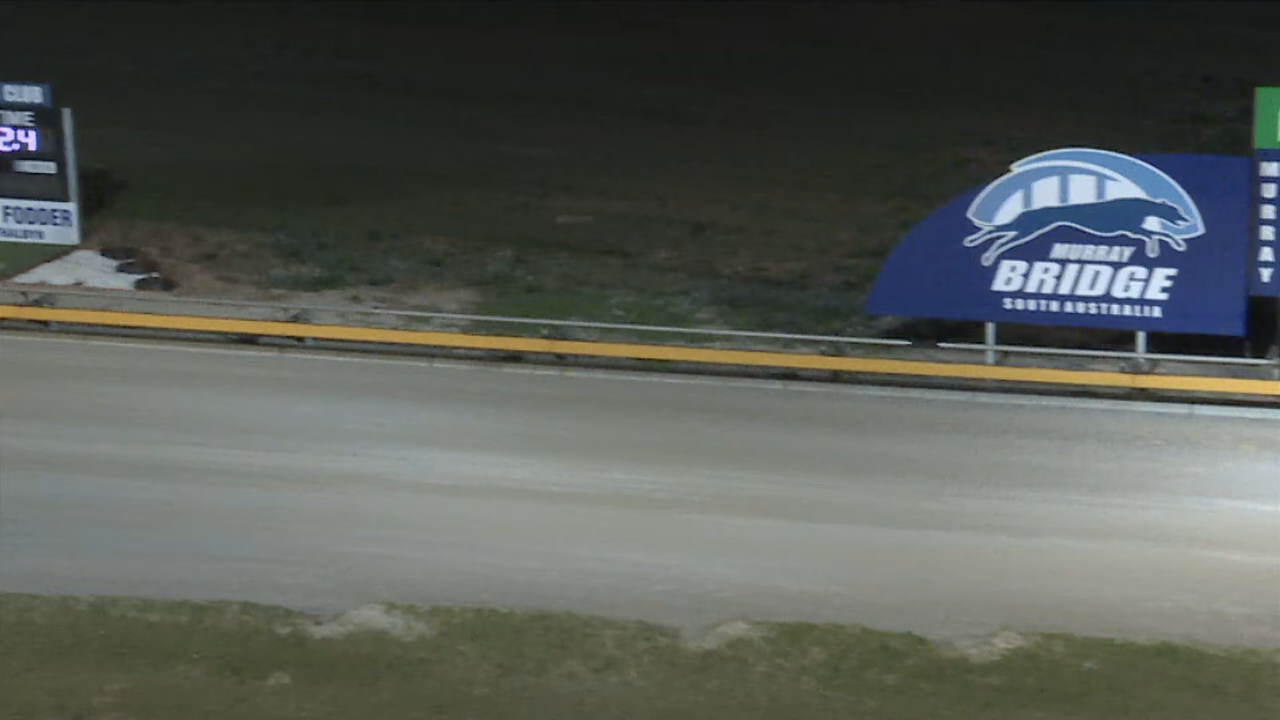 CLUB
TIME
2.4
FODDER
MURRAY
BRIDGE
SOUTH AUSTRALIA
MURRAY